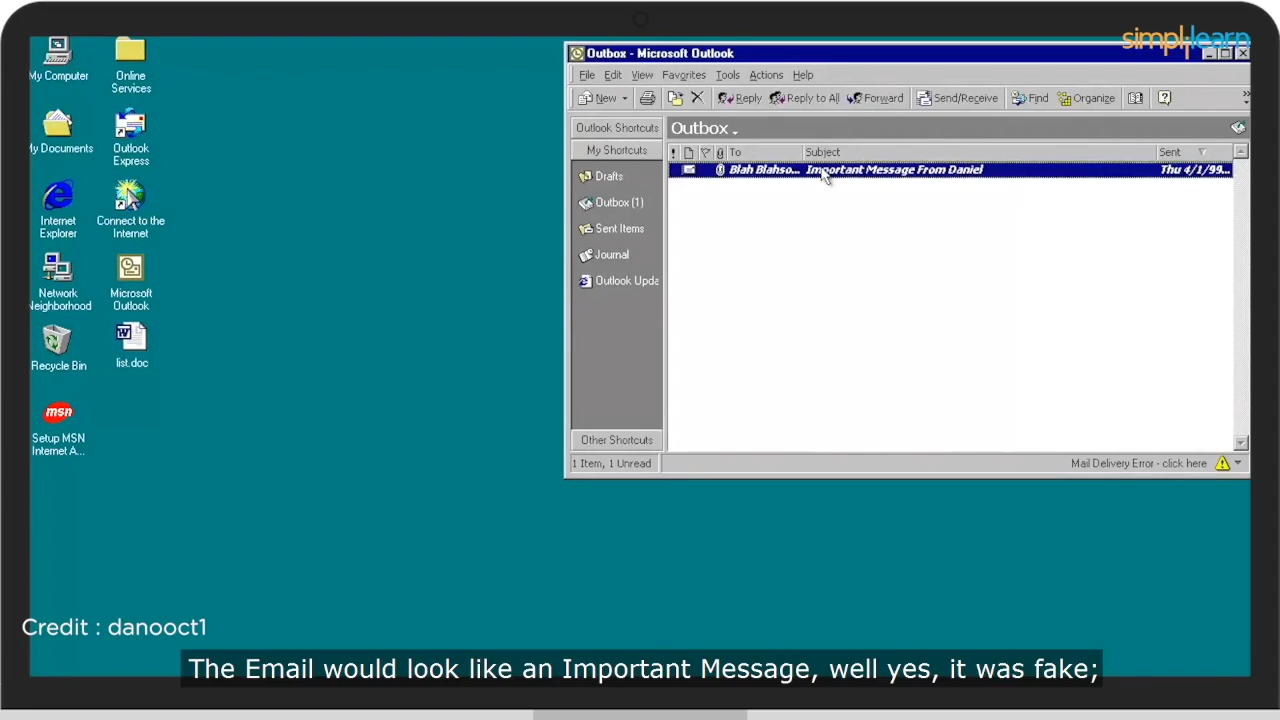 simplilearn
My Computer
Online
Services
My Documents
Outlook
Express
Internet
Explorer
Connect to the
Internet
Network
Neighborhood
Microsoft
Outlook
Recycle Bin
list.doc
msn
Setup MSN
Internet A...
Outbox - Microsoft Outlook
File Edit View Favorites Tools Actions Help
New Reply Reply to All Forward Send/Receive Find Organize
Outlook Shortcuts
My Shortcuts
Drafts
Outbox (1)
Sent Items
Journal
Outlook Upda
Other Shortcuts
Outbox
! To Subject Sent
Blah Blahso... Important Message From Daniel Thu 4/1/99...
1 Item, 1 Unread
Mail Delivery Error - click here
Credit : danooct1
The Email would look like an Important Message, well yes, it was fake;